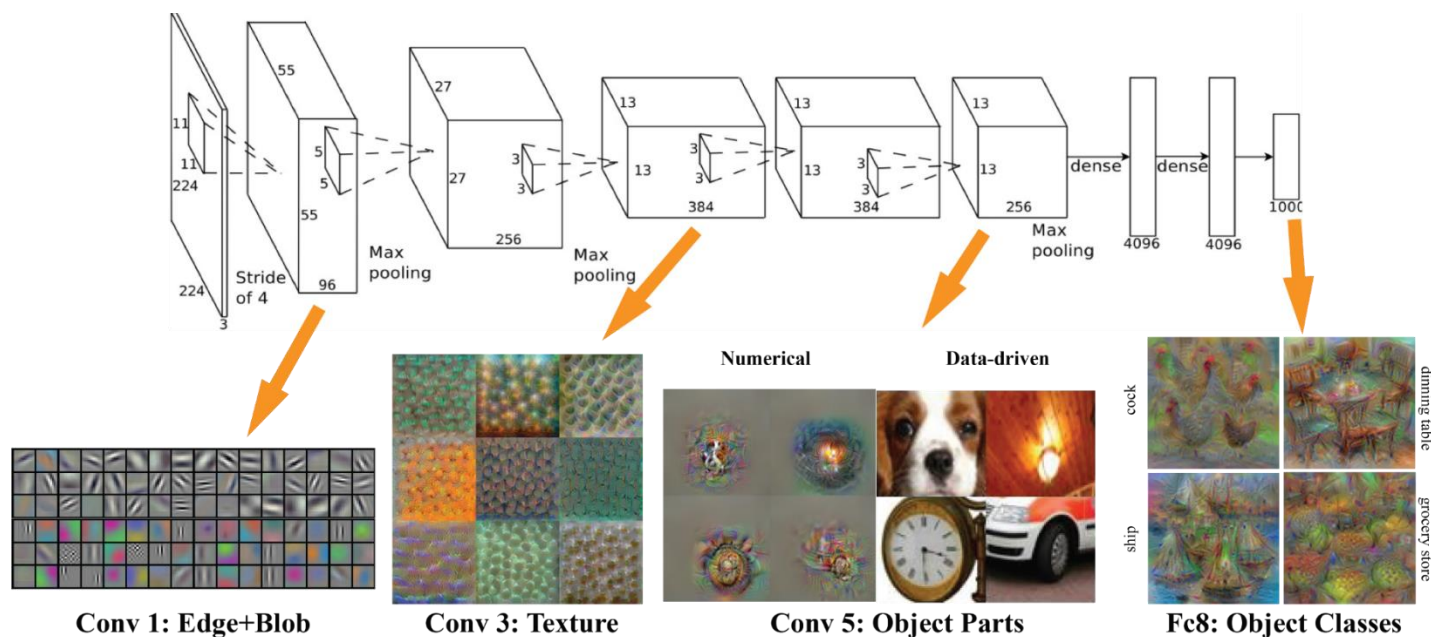 224
224
3
11
11
Stride
of 4
55
55
96
5
5
Max
pooling
27
27
256
3
3
Max
pooling
13
13
384
3
3
13
13
384
3
3
13
13
256
Max
pooling
dense
4096
dense
4096
1000
Numerical
Data-driven
cock
dinning table
ship
grocery store
Conv 1: Edge+Blob
Conv 3: Texture
Conv 5: Object Parts
Fc8: Object Classes